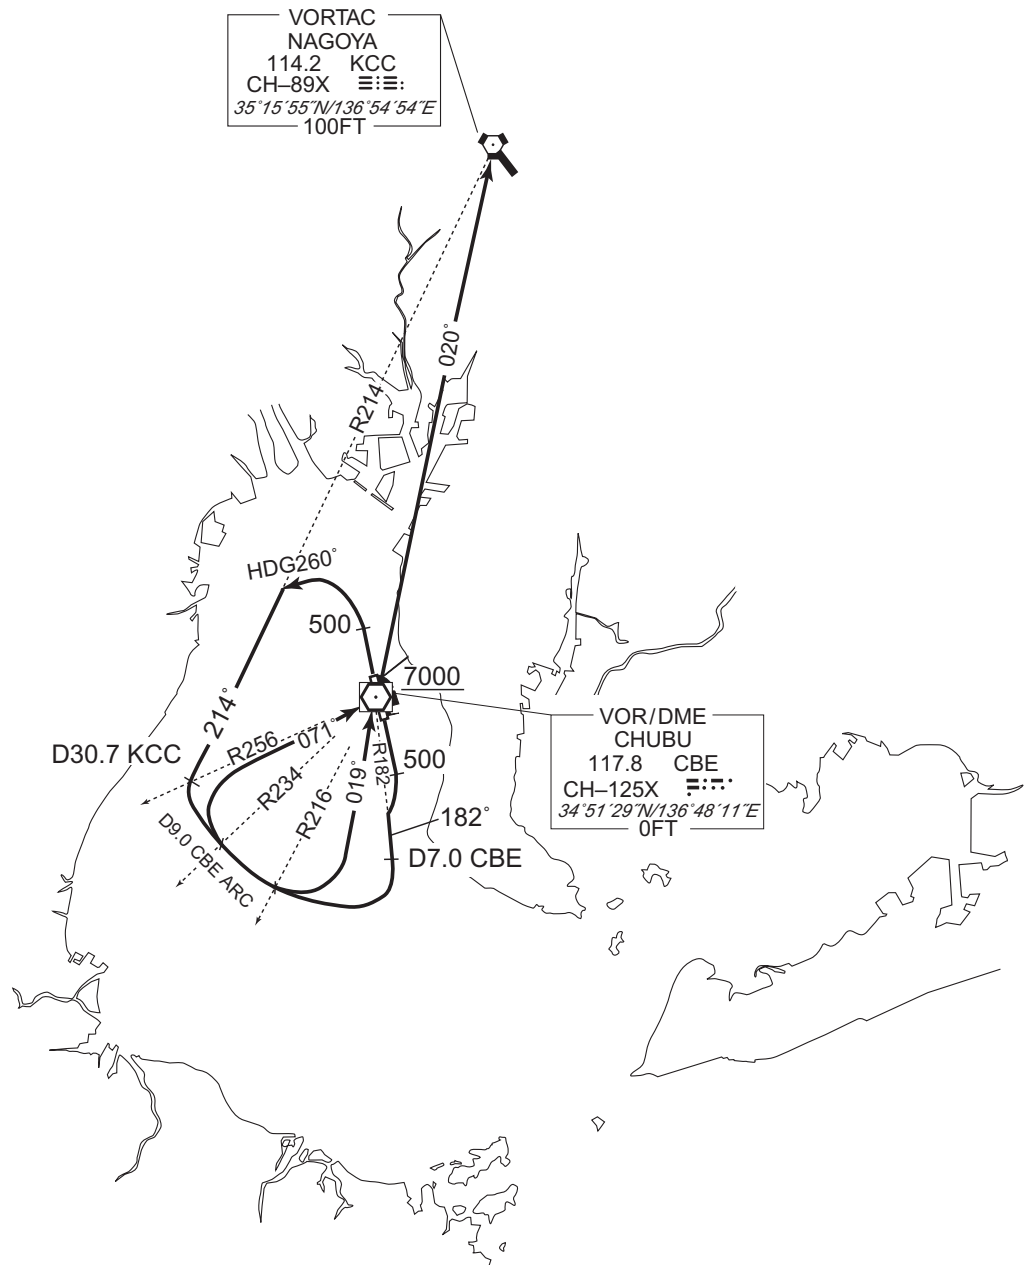 VORTAC
NAGOYA
114.2 KCC
CH–89X
35°15´55˝N/136°54´54˝E
100FT
020°
R214
HDG260°
500
7000
214°
D30.7 KCC
R256
071°
R234
R216
019°
R182
500
182°
D7.0 CBE
D9.0 CBE ARC
VOR/DME
CHUBU
117.8 CBE
CH–125X
34°51´29˝N/136°48´11˝E
0FT